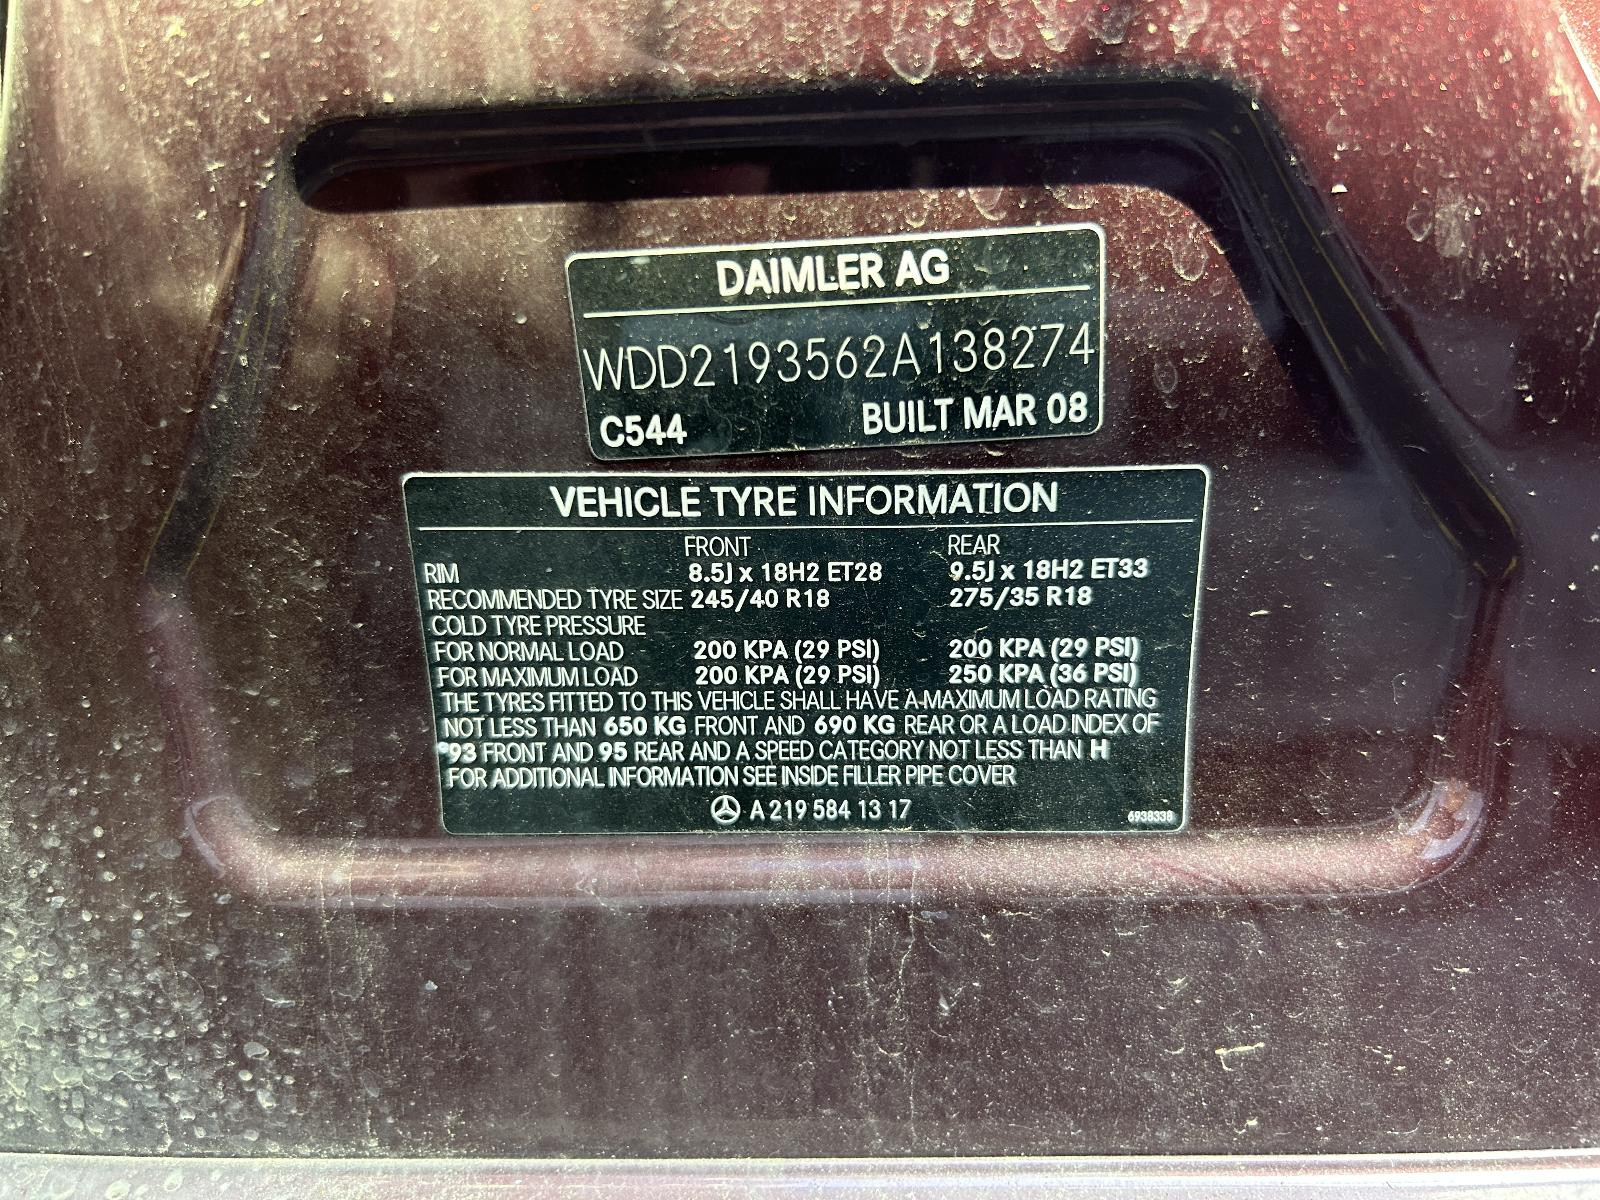 DAIMLER AG
WDD2193562A138274
C544 BUILT MAR 08
VEHICLE TYRE INFORMATION
FRONT REAR
RIM 8.5J x 18H2 ET28 9.5J x 18H2 ET33
RECOMMENDED TYRE SIZE 245/40 R18 275/35 R18
COLD TYRE PRESSURE
FOR NORMAL LOAD 200 KPA (29 PSI) 200 KPA (29 PSI)
FOR MAXIMUM LOAD 200 KPA (29 PSI) 250 KPA (36 PSI)
THE TYRES FITTED TO THIS VEHICLE SHALL HAVE A MAXIMUM LOAD RATING
NOT LESS THAN 650 KG FRONT AND 690 KG REAR OR A LOAD INDEX OF
93 FRONT AND 95 REAR AND A SPEED CATEGORY NOT LESS THAN H
FOR ADDITIONAL INFORMATION SEE INSIDE FILLER PIPE COVER
A 219 584 13 17
6938338